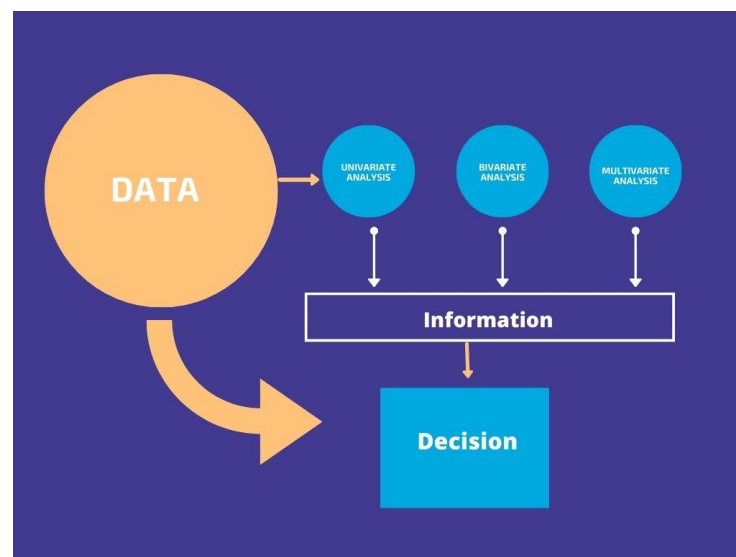 DATA
UNIVARIATE
ANALYSIS
BIVARIATE
ANALYSIS
MULTIVARIATE
ANALYSIS
Information
Decision